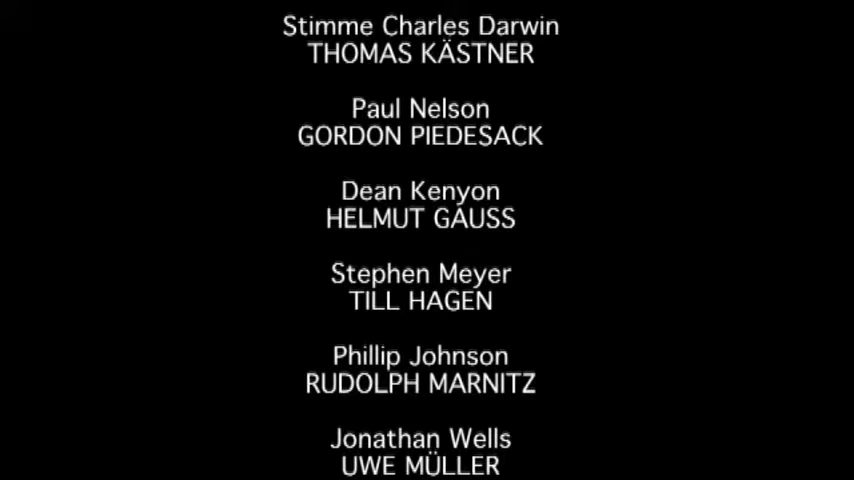 Stimme Charles Darwin
THOMAS KÄSTNER
Paul Nelson
GORDON PIEDESACK
Dean Kenyon
HELMUT GAUSS
Stephen Meyer
TILL HAGEN
Phillip Johnson
RUDOLPH MARNITZ
Jonathan Wells
UWE MÜLLER